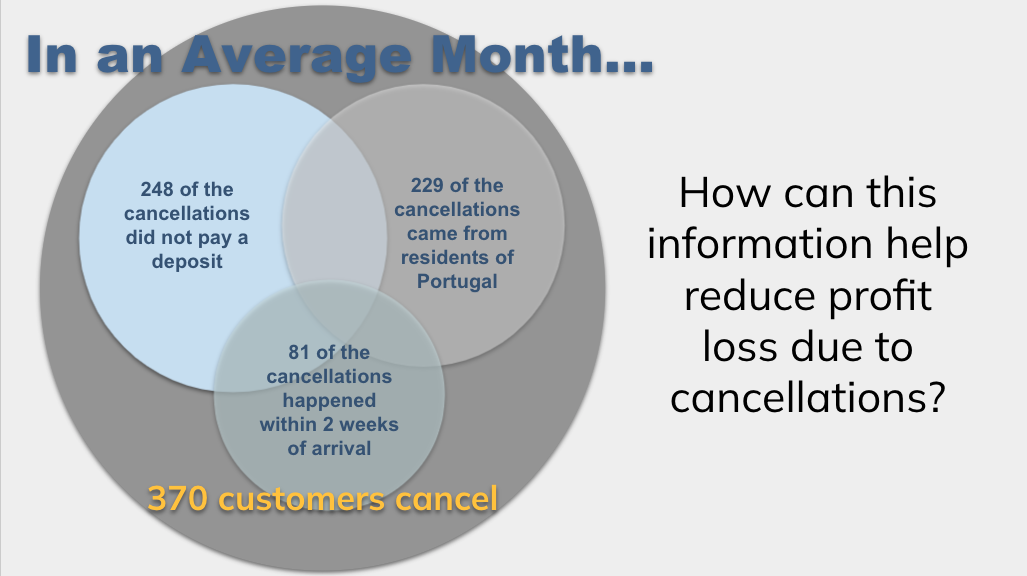 In an Average Month...
248 of the
cancellations
did not pay a
deposit
229 of the
cancellations
came from
residents of
Portugal
81 of the
cancellations
happened
within 2 weeks
of arrival
370 customers cancel
How can this
information help
reduce profit
loss due to
cancellations?